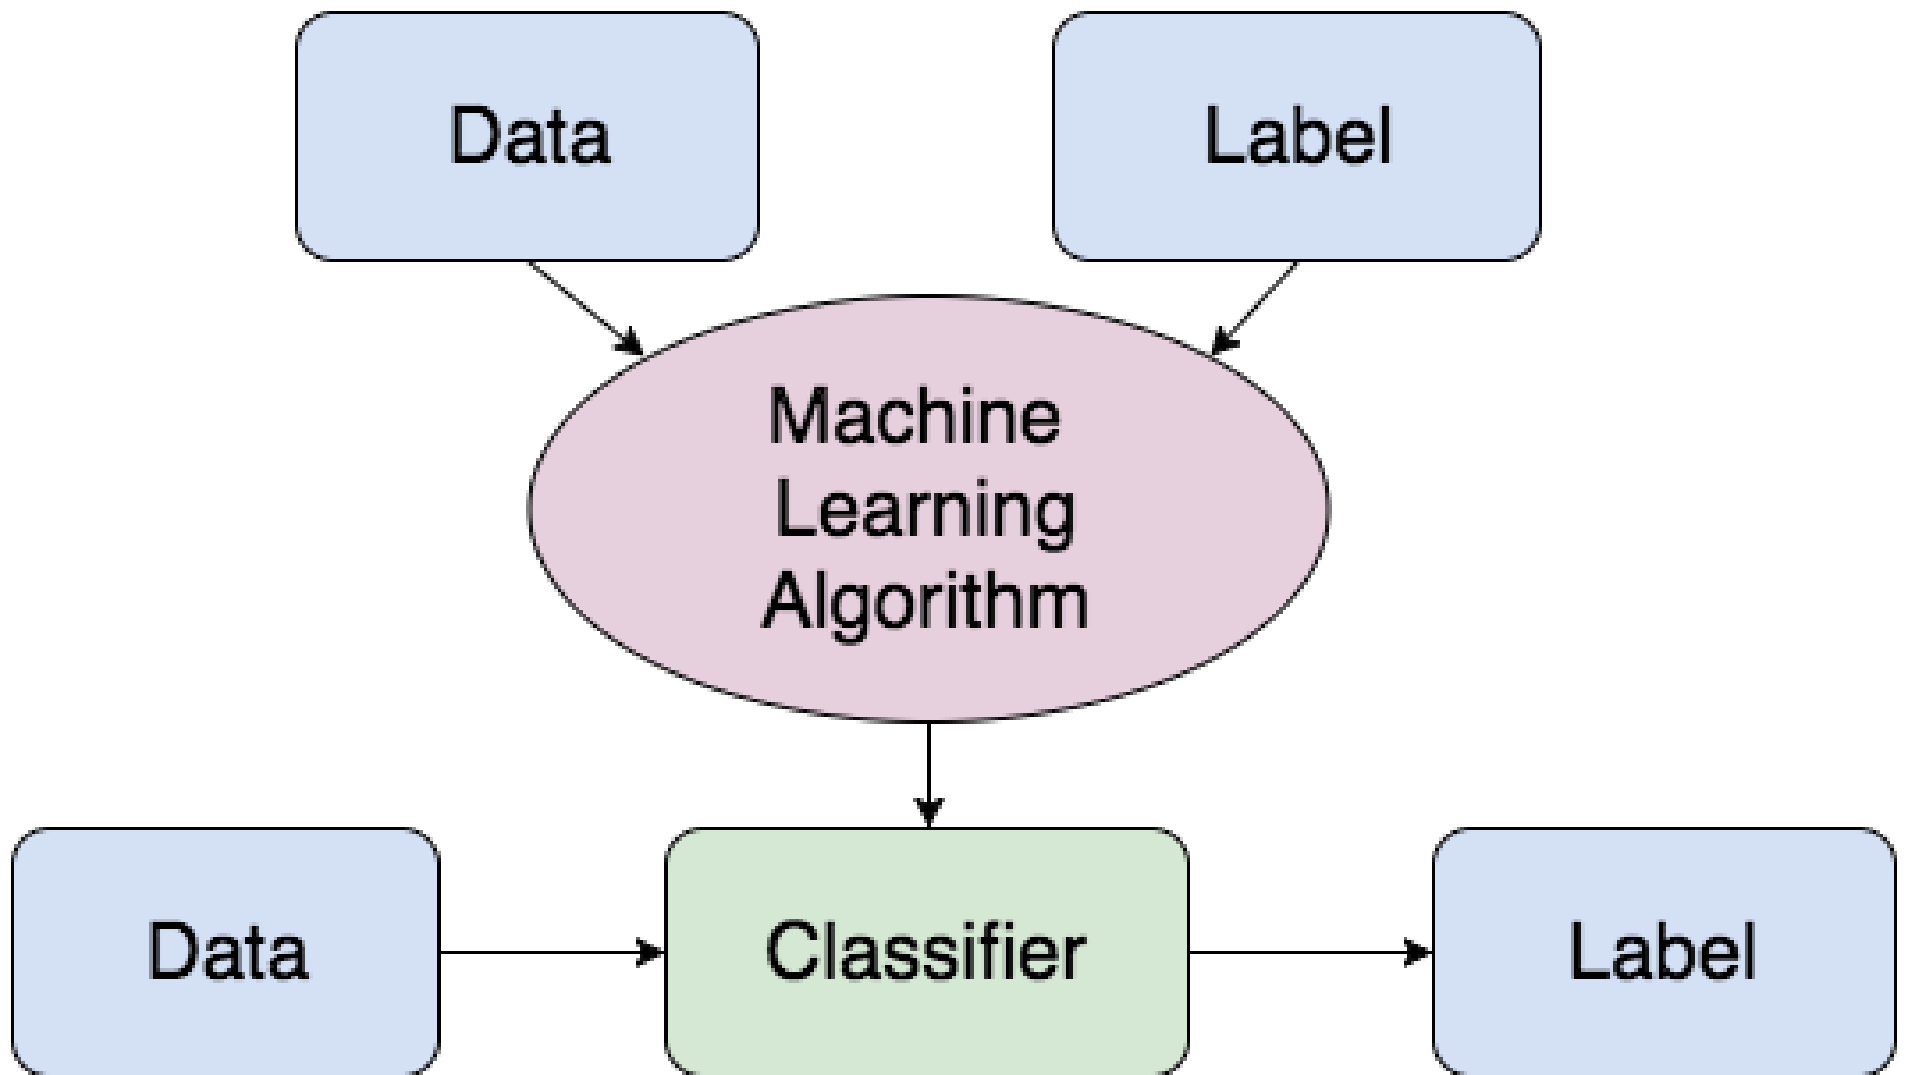 Data
Label
Machine
Learning
Algorithm
Data
Classifier
Label